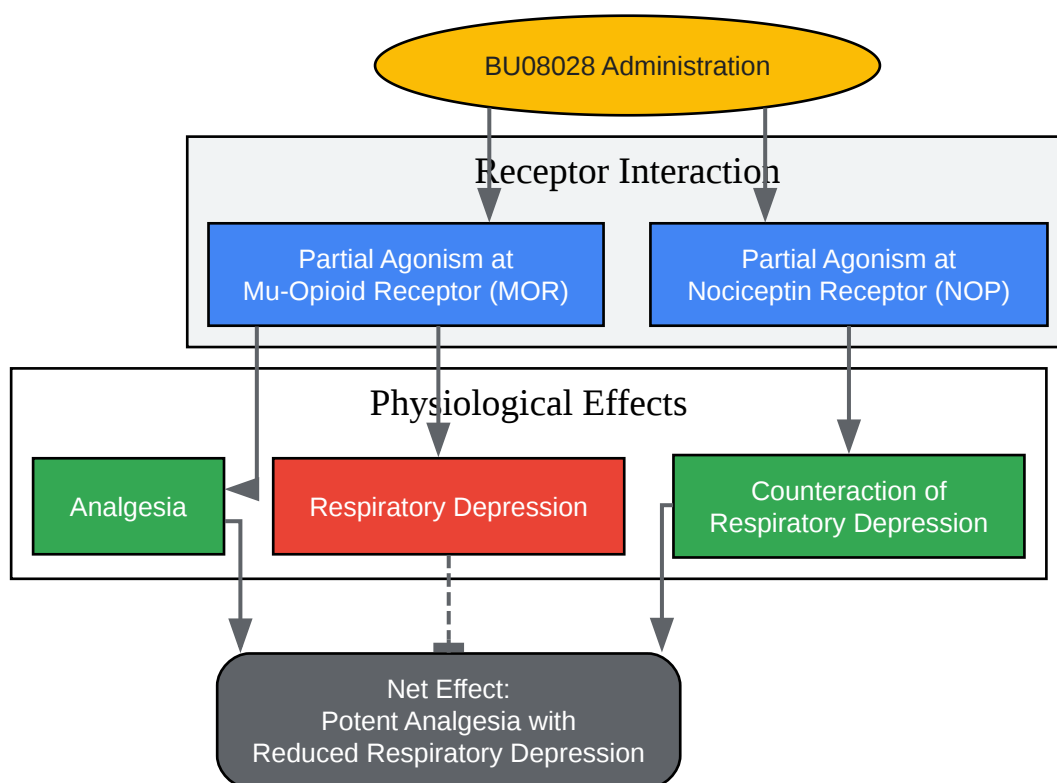 BU08028 Administration
Receptor Interaction
Partial Agonism at
Mu-Opioid Receptor (MOR)
Partial Agonism at
Nociceptin Receptor (NOP)
Physiological Effects
Analgesia
Respiratory Depression
Counteraction of
Respiratory Depression
Net Effect:
Potent Analgesia with
Reduced Respiratory Depression